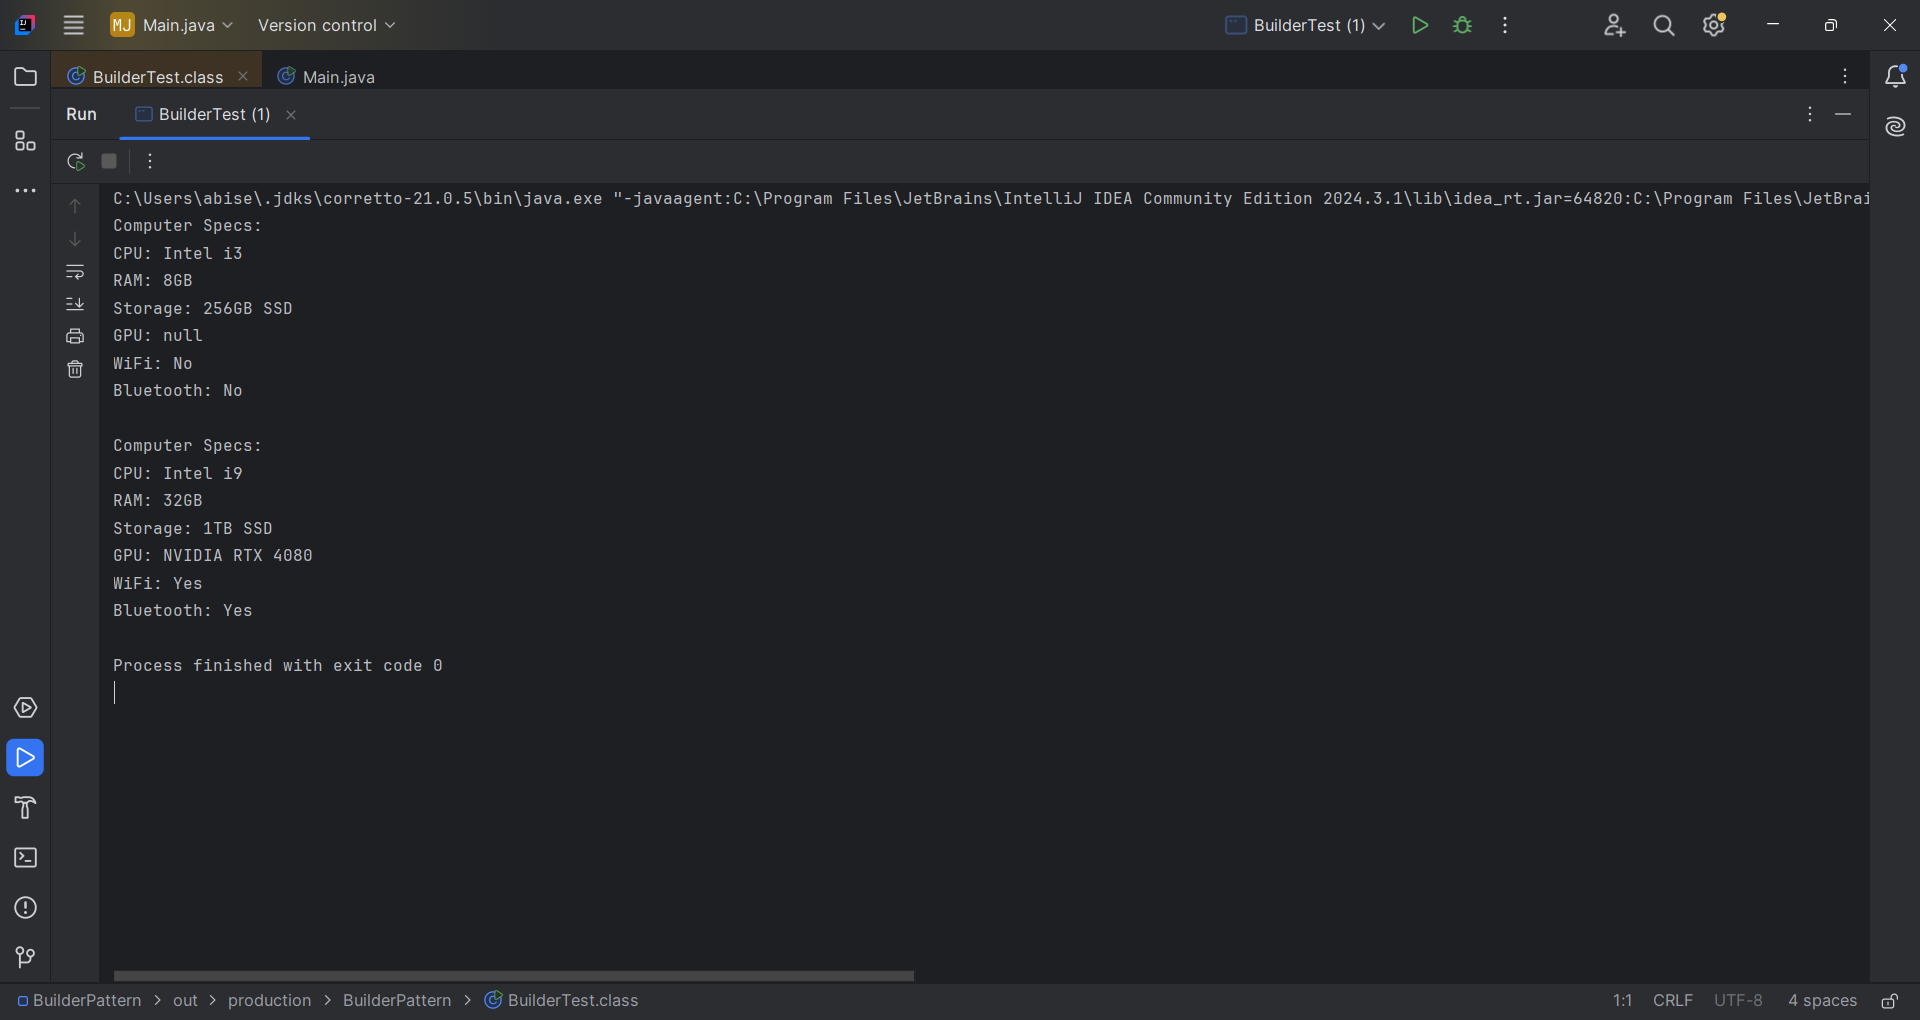 MJ Main.java Version control BuilderTest (1)
BuilderTest.class Main.java
Run BuilderTest (1)
C:\Users\abise\.jdks\corretto-21.0.5\bin\java.exe "-javaagent:C:\Program Files\JetBrains\IntelliJ IDEA Community Edition 2024.3.1\lib\idea_rt.jar=64820:C:\Program Files\JetBrai
Computer Specs:
CPU: Intel i3
RAM: 8GB
Storage: 256GB SSD
GPU: null
WiFi: No
Bluetooth: No
Computer Specs:
CPU: Intel i9
RAM: 32GB
Storage: 1TB SSD
GPU: NVIDIA RTX 4080
WiFi: Yes
Bluetooth: Yes
Process finished with exit code 0
BuilderPattern > out > production > BuilderPattern > BuilderTest.class 1:1 CRLF UTF-8 4 spaces